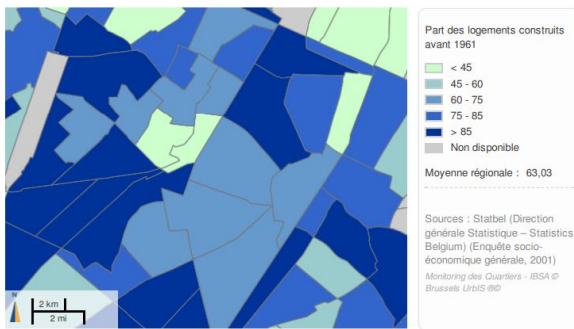 Part des logements construits
avant 1961
< 45
45 - 60
60 - 75
75 - 85
> 85
Non disponible
Moyenne régionale : 63,03
Sources : Statbel (Direction
générale Statistique – Statistics
Belgium) (Enquête socio-
économique générale, 2001)
Monitoring des Quartiers - IBSA ©
Brussels UrbIS ®©
N
2 km
2 mi